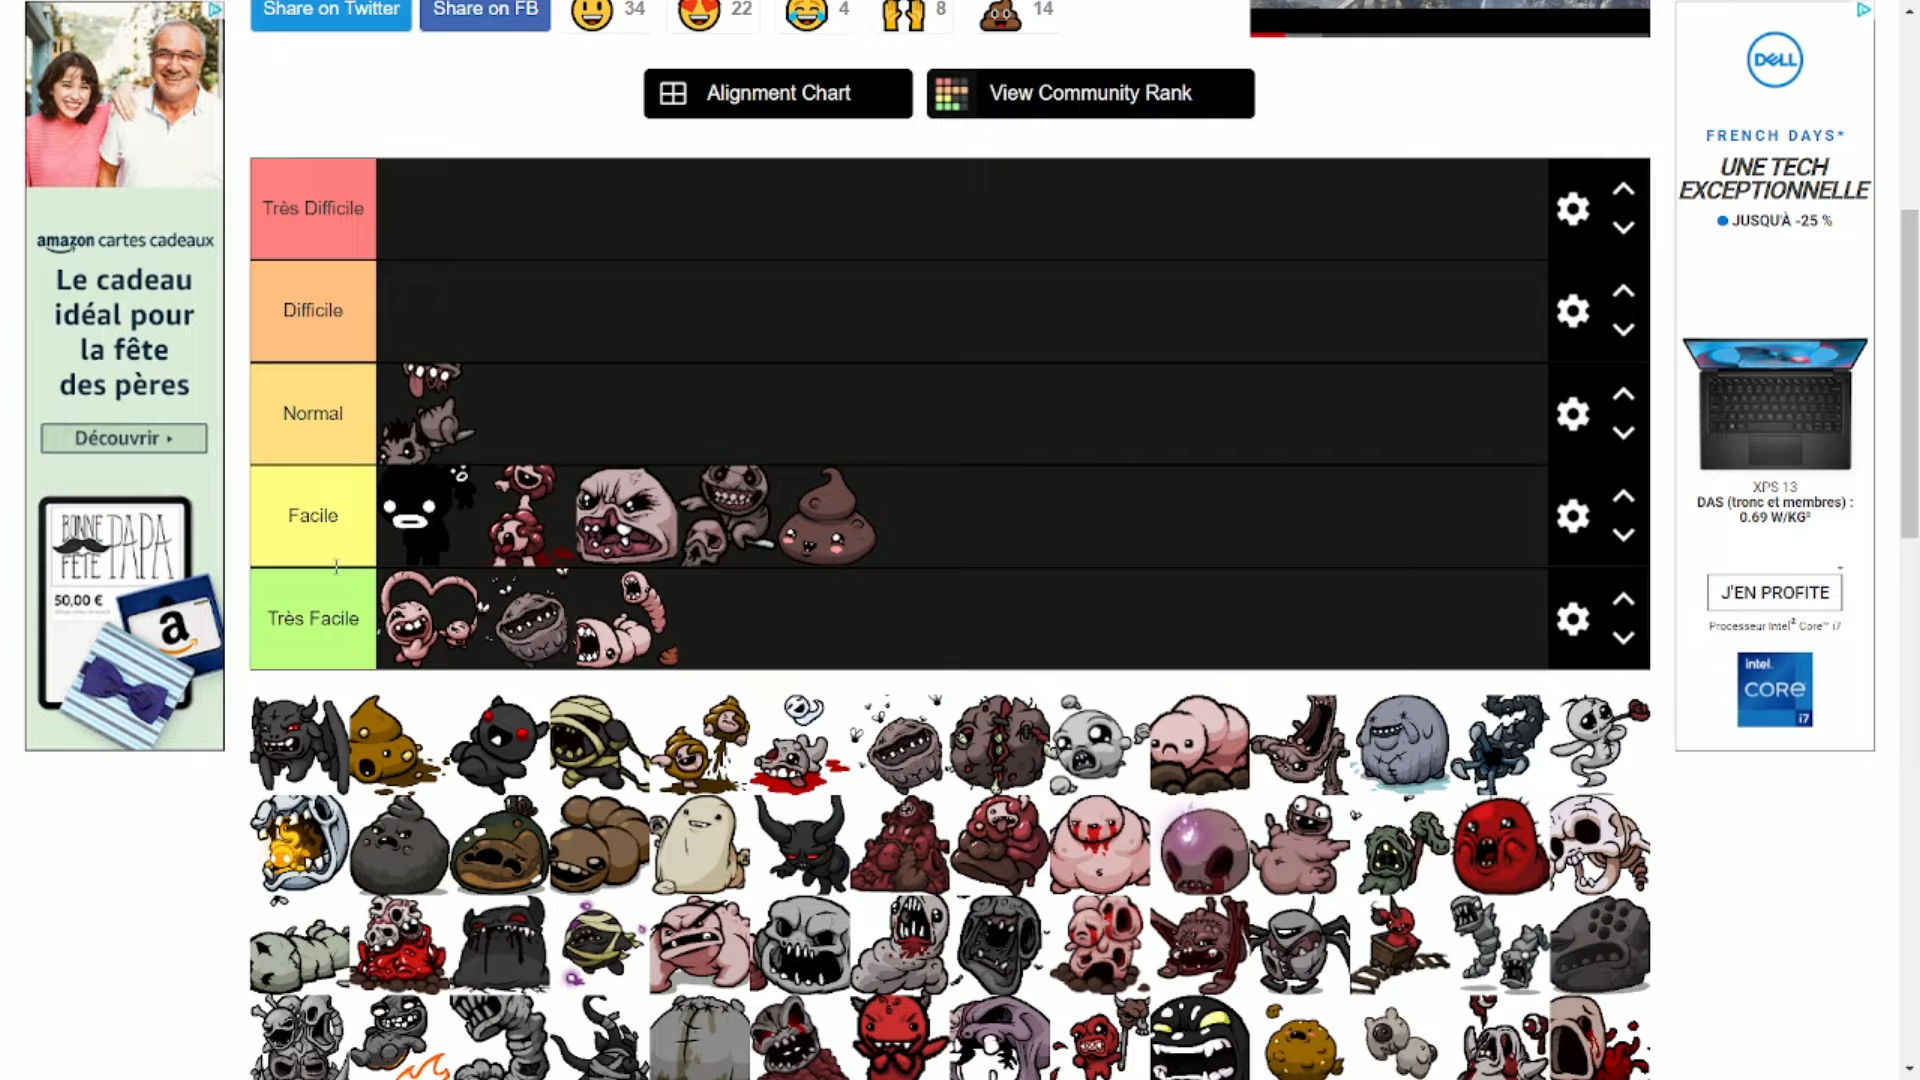 Share on Twitter
Share on FB
34
22
4
8
14
Alignment Chart
View Community Rank
Très Difficile
Difficile
Normal
Facile
Très Facile
amazon cartes cadeaux
Le cadeau
idéal pour
la fête
des pères
Découvrir
BONNE PAPA
FÊTE
50,00 €
a
DELL
FRENCH DAYS*
UNE TECH
EXCEPTIONNELLE
JUSQU'À -25 %
XPS 13
DAS (tronc et membres) :
0.69 W/KG²
J'EN PROFITE
Processeur Intel® Core™ i7
intel
CORE
i7